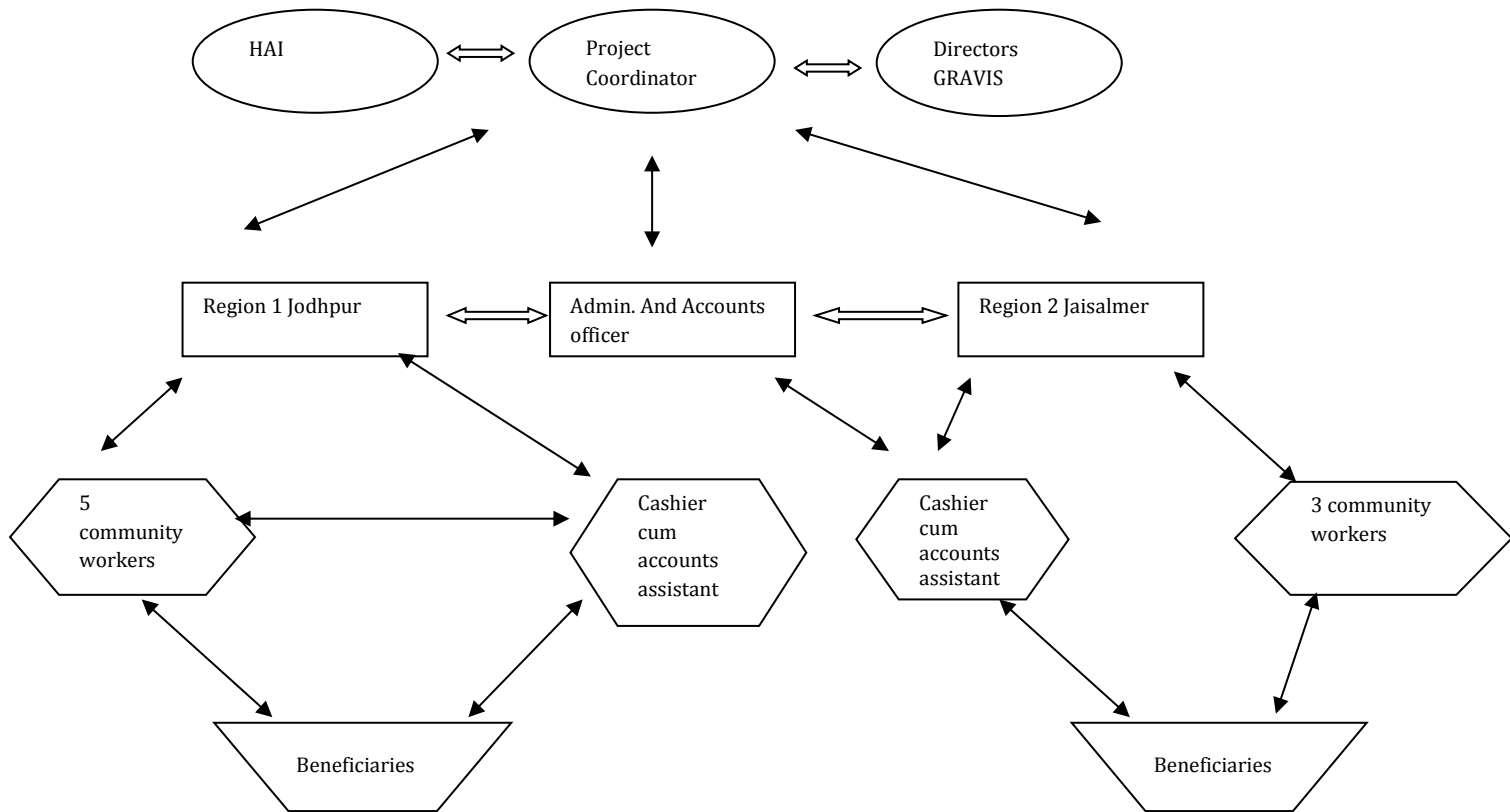 HAI
Project
Coordinator
Directors
GRAVIS
Region 1 Jodhpur
Admin. And Accounts
officer
Region 2 Jaisalmer
5
community
workers
Cashier
cum
accounts
assistant
Cashier
cum
accounts
assistant
3 community
workers
Beneficiaries
Beneficiaries